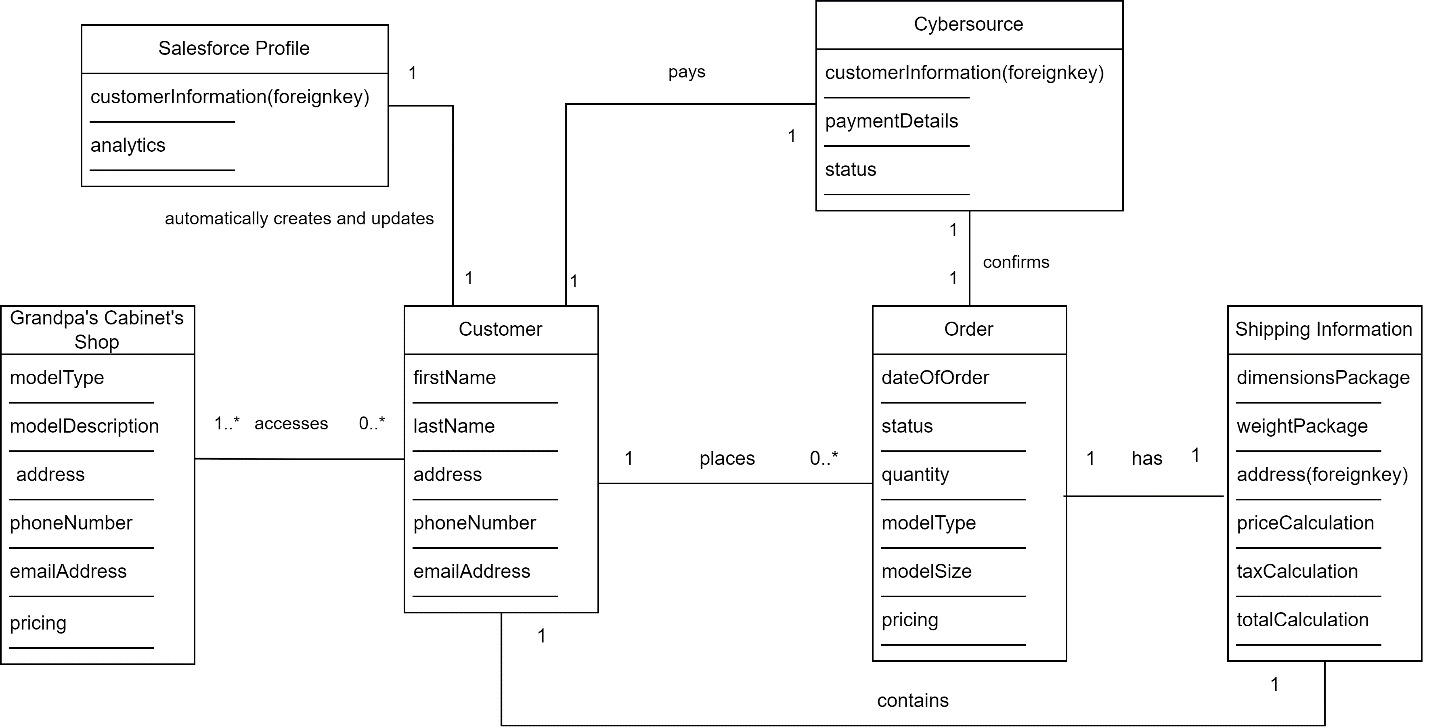 Salesforce Profile
customerInformation(foreignkey)
analytics
1
automatically creates and updates
1
pays
1
1
Cybersource
customerInformation(foreignkey)
paymentDetails
status
1
confirms
1
Grandpa's Cabinet's
Shop
modelType
modelDescription
address
phoneNumber
emailAddress
pricing
1..* accesses 0..*
Customer
firstName
lastName
address
phoneNumber
emailAddress
1 places 0..*
Order
dateOfOrder
status
quantity
modelType
modelSize
pricing
1 has 1
Shipping Information
dimensionsPackage
weightPackage
address(foreignkey)
priceCalculation
taxCalculation
totalCalculation
1
contains
1